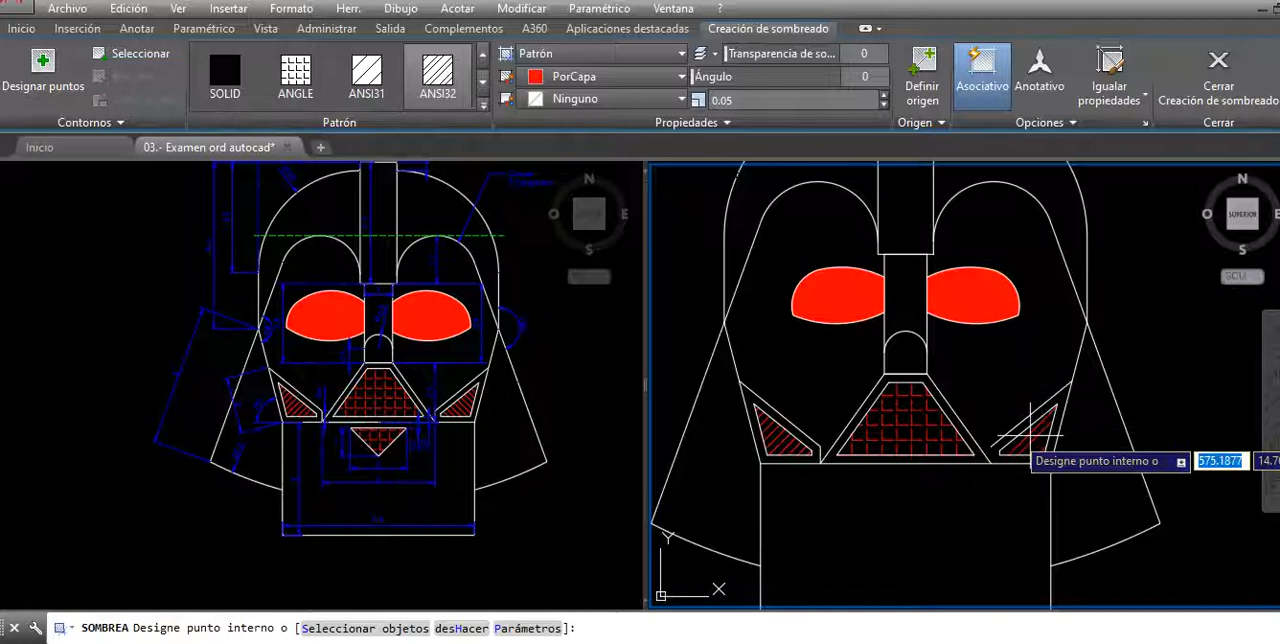 Archivo Edición Ver Insertar Formato Herr. Dibujo Acotar Modificar Paramétrico Ventana ?
Inicio Inserción Anotar Paramétrico Vista Administrar Salida Complementos A360 Aplicaciones destacadas Creación de sombreado
Seleccionar
Designar puntos
Contornos
SOLID ANGLE ANSI31 ANSI32
Patrón
Patrón Transparencia de so... 0
PorCapa Ángulo 0
Ninguno 0.05
Propiedades
Definir origen
Origen
Asociativo Anotativo Igualar propiedades
Opciones
Cerrar Creación de sombreado
Cerrar
Inicio 03.- Examen ord autocad*
N
O E
S
N
O SUPERIOR E
S
SCU
Designe punto interno o 575.1877 14.70
Y
X
SOMBREA Designe punto interno o [Seleccionar objetos desHacer Parámetros]: